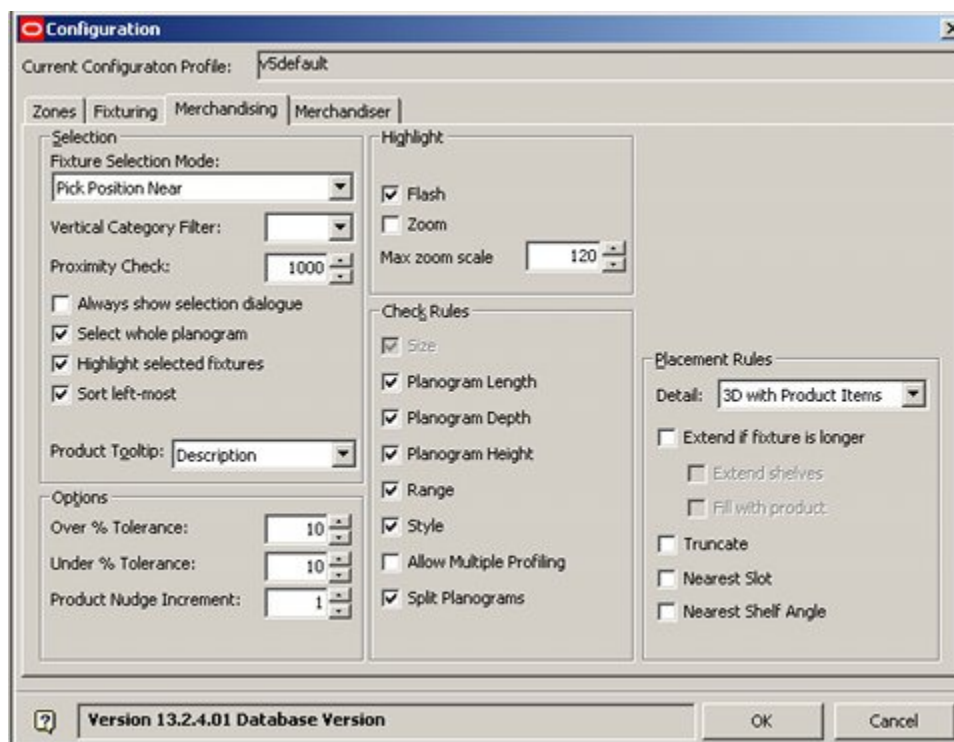 Configuration
Current Configuraton Profile: v5default
Zones Fixturing Merchandising Merchandiser
Selection
Fixture Selection Mode:
Pick Position Near
Vertical Category Filter:
Proximity Check: 1000
Always show selection dialogue
Select whole planogram
Highlight selected fixtures
Sort left-most
Product Tooltip: Description
Options
Over % Tolerance: 10
Under % Tolerance: 10
Product Nudge Increment: 1
Highlight
Flash
Zoom
Max zoom scale 120
Check Rules
Size
Planogram Length
Planogram Depth
Planogram Height
Range
Style
Allow Multiple Profiling
Split Planograms
Placement Rules
Detail: 3D with Product Items
Extend if fixture is longer
Extend shelves
Fill with product
Truncate
Nearest Slot
Nearest Shelf Angle
Version 13.2.4.01 Database Version
OK Cancel